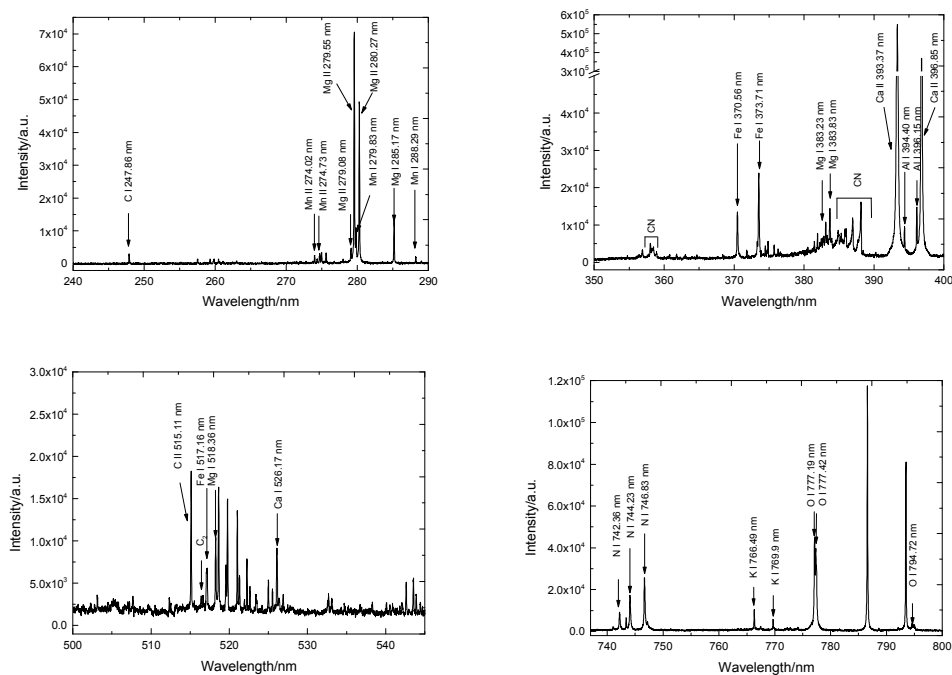 7x10⁴
6x10⁴
5x10⁴
4x10⁴
3x10⁴
2x10⁴
1x10⁴
0
Intensity/a.u.
C I 247.86 nm
Mn II 274.02 nm
Mn II 274.73 nm
Mg II 279.08 nm
Mg II 279.55 nm
Mg II 280.27 nm
Mn I 279.83 nm
Mg I 285.17 nm
Mn I 288.29 nm
240 250 260 270 280 290
Wavelength/nm
6x10⁵
5x10⁵
4x10⁵
3x10⁵
3x10⁴
2x10⁴
1x10⁴
0
Intensity/a.u.
CN
Fe I 370.56 nm
Fe I 373.71 nm
Mg I 383.23 nm
Mg I 383.83 nm
CN
Ca II 393.37 nm
Al I 394.40 nm
Al I 396.15 nm
Ca II 396.85 nm
350 360 370 380 390 400
Wavelength/nm
3.0x10⁴
2.5x10⁴
2.0x10⁴
1.5x10⁴
1.0x10⁴
5.0x10³
0.0
Intensity/a.u.
C II 515.11 nm
C₂
Fe I 517.16 nm
Mg I 518.36 nm
Ca I 526.17 nm
500 510 520 530 540
Wavelength/nm
1.2x10⁵
1.0x10⁵
8.0x10⁴
6.0x10⁴
4.0x10⁴
2.0x10⁴
0.0
Intensity/a.u.
N I 742.36 nm
N I 744.23 nm
N I 746.83 nm
K I 766.49 nm
K I 769.9 nm
O I 777.19 nm
O I 777.42 nm
O I 794.72 nm
740 750 760 770 780 790 800
Wavelength/nm